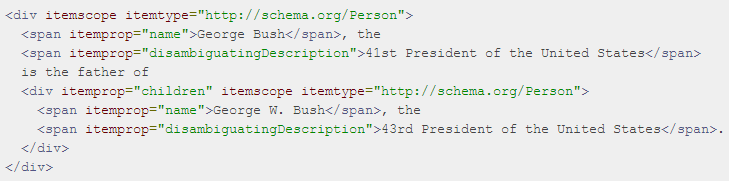 <div itemscope itemtype="http://schema.org/Person">
<span itemprop="name">George Bush</span>, the
<span itemprop="disambiguatingDescription">41st President of the United States</span>
is the father of
<div itemprop="children" itemscope itemtype="http://schema.org/Person">
<span itemprop="name">George W. Bush</span>, the
<span itemprop="disambiguatingDescription">43rd President of the United States</span>.
</div>
</div>